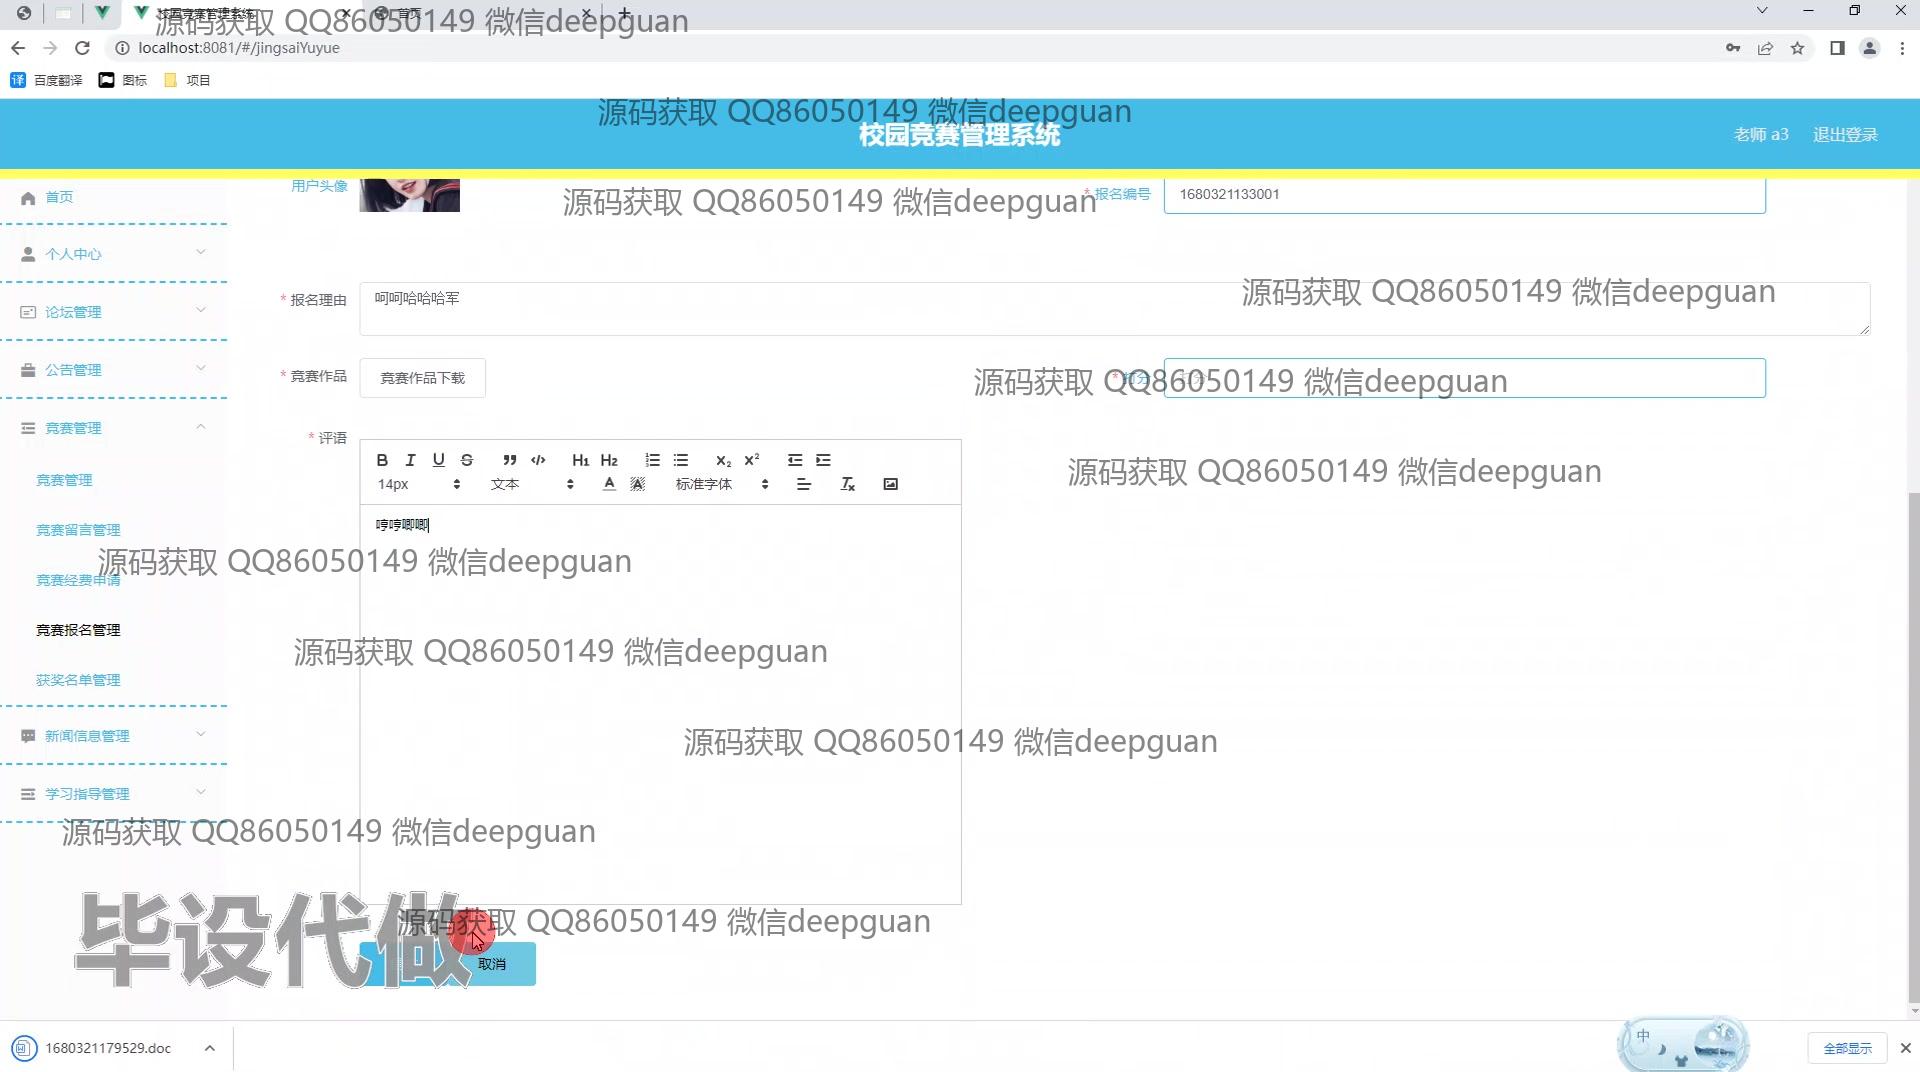 校园竞赛管理系统
首页
源码获取 QQ86050149 微信deepguan
localhost:8081/#/jingsaiYuyue
百度翻译
图标
项目
源码获取 QQ86050149 微信deepguan
校园竞赛管理系统
老师 a3
退出登录
首页
用户头像
源码获取 QQ86050149 微信deepguan
* 报名编号
1680321133001
个人中心
源码获取 QQ86050149 微信deepguan
* 报名理由
呵呵哈哈哈军
论坛管理
公告管理
* 竞赛作品
竞赛作品下载
* 打分
源码获取 QQ86050149 微信deepguan
竞赛管理
* 评语
B I U S H1 H2 x2 x2
14px 文本 A A 标准字体 Tx
源码获取 QQ86050149 微信deepguan
竞赛管理
哼哼唧唧
竞赛留言管理
源码获取 QQ86050149 微信deepguan
竞赛经费申请
竞赛报名管理
源码获取 QQ86050149 微信deepguan
获奖名单管理
新闻信息管理
源码获取 QQ86050149 微信deepguan
学习指导管理
源码获取 QQ86050149 微信deepguan
源码获取 QQ86050149 微信deepguan
毕设代做
取消
1680321179529.doc
中
全部显示